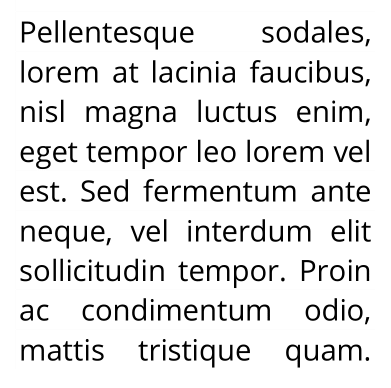 Pellentesque sodales,
lorem at lacinia faucibus,
nisl magna luctus enim,
eget tempor leo lorem vel
est. Sed fermentum ante
neque, vel interdum elit
sollicitudin tempor. Proin
ac condimentum odio,
mattis tristique quam.